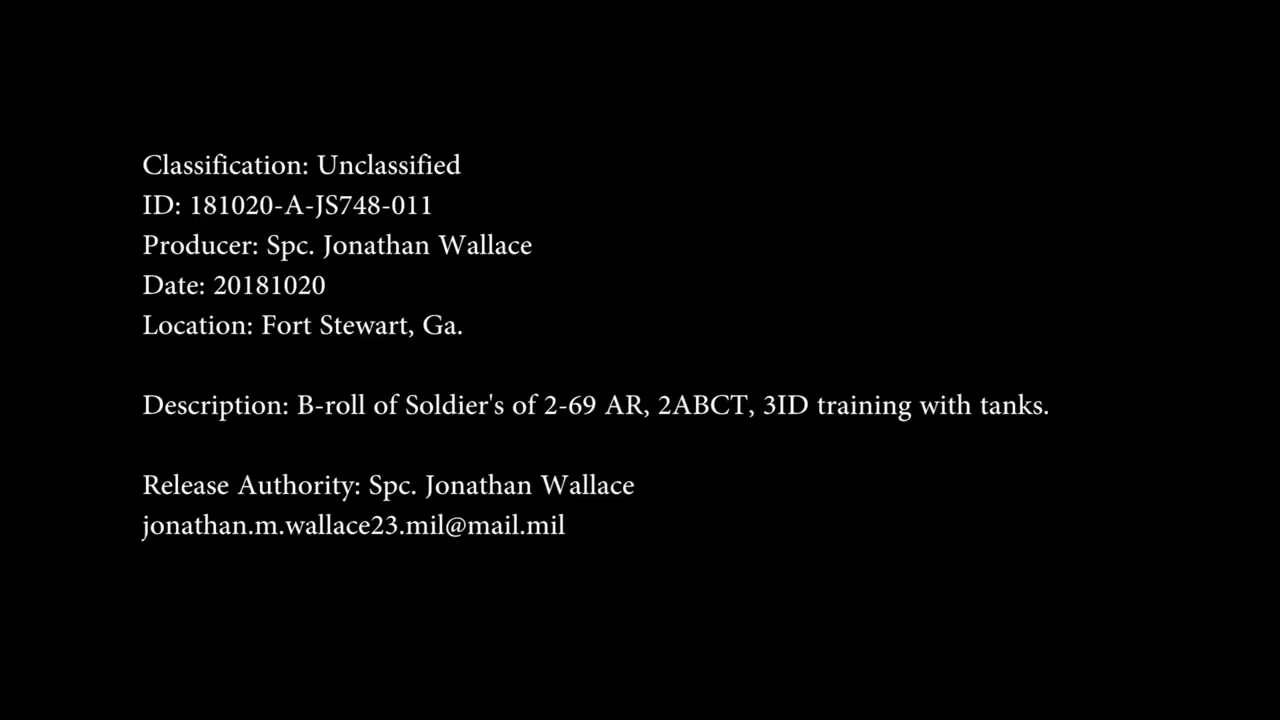 Classification: Unclassified
ID: 181020-A-JS748-011
Producer: Spc. Jonathan Wallace
Date: 20181020
Location: Fort Stewart, Ga.
Description: B-roll of Soldier's of 2-69 AR, 2ABCT, 3ID training with tanks.
Release Authority: Spc. Jonathan Wallace
jonathan.m.wallace23.mil@mail.mil